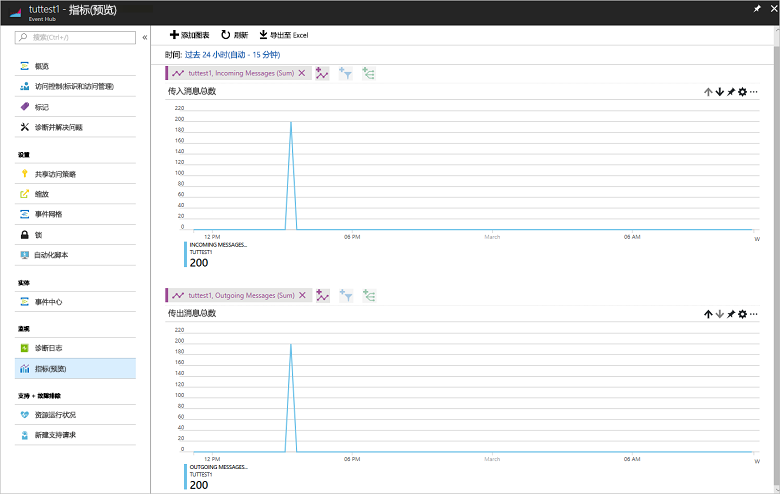 tuttest1 - 指标(预览)
Event Hub
搜索(Ctrl+/)
概览
访问控制(标识和访问管理)
标记
诊断并解决问题
设置
共享访问策略
缩放
事件网格
锁
自动化脚本
实体
事件中心
监视
诊断日志
指标(预览)
支持 + 故障排除
资源运行状况
新建支持请求
添加图表 刷新 导出至 Excel
时间: 过去 24 小时(自动 - 15 分钟)
tuttest1, Incoming Messages (Sum)
传入消息总数
220
200
180
160
140
120
100
80
60
40
20
0
12 PM 06 PM March 06 AM W
INCOMING MESSAGES...
TUTTEST1
200
tuttest1, Outgoing Messages (Sum)
传出消息总数
220
200
180
160
140
120
100
80
60
40
20
0
12 PM 06 PM March 06 AM W
OUTGOING MESSAGES...
TUTTEST1
200